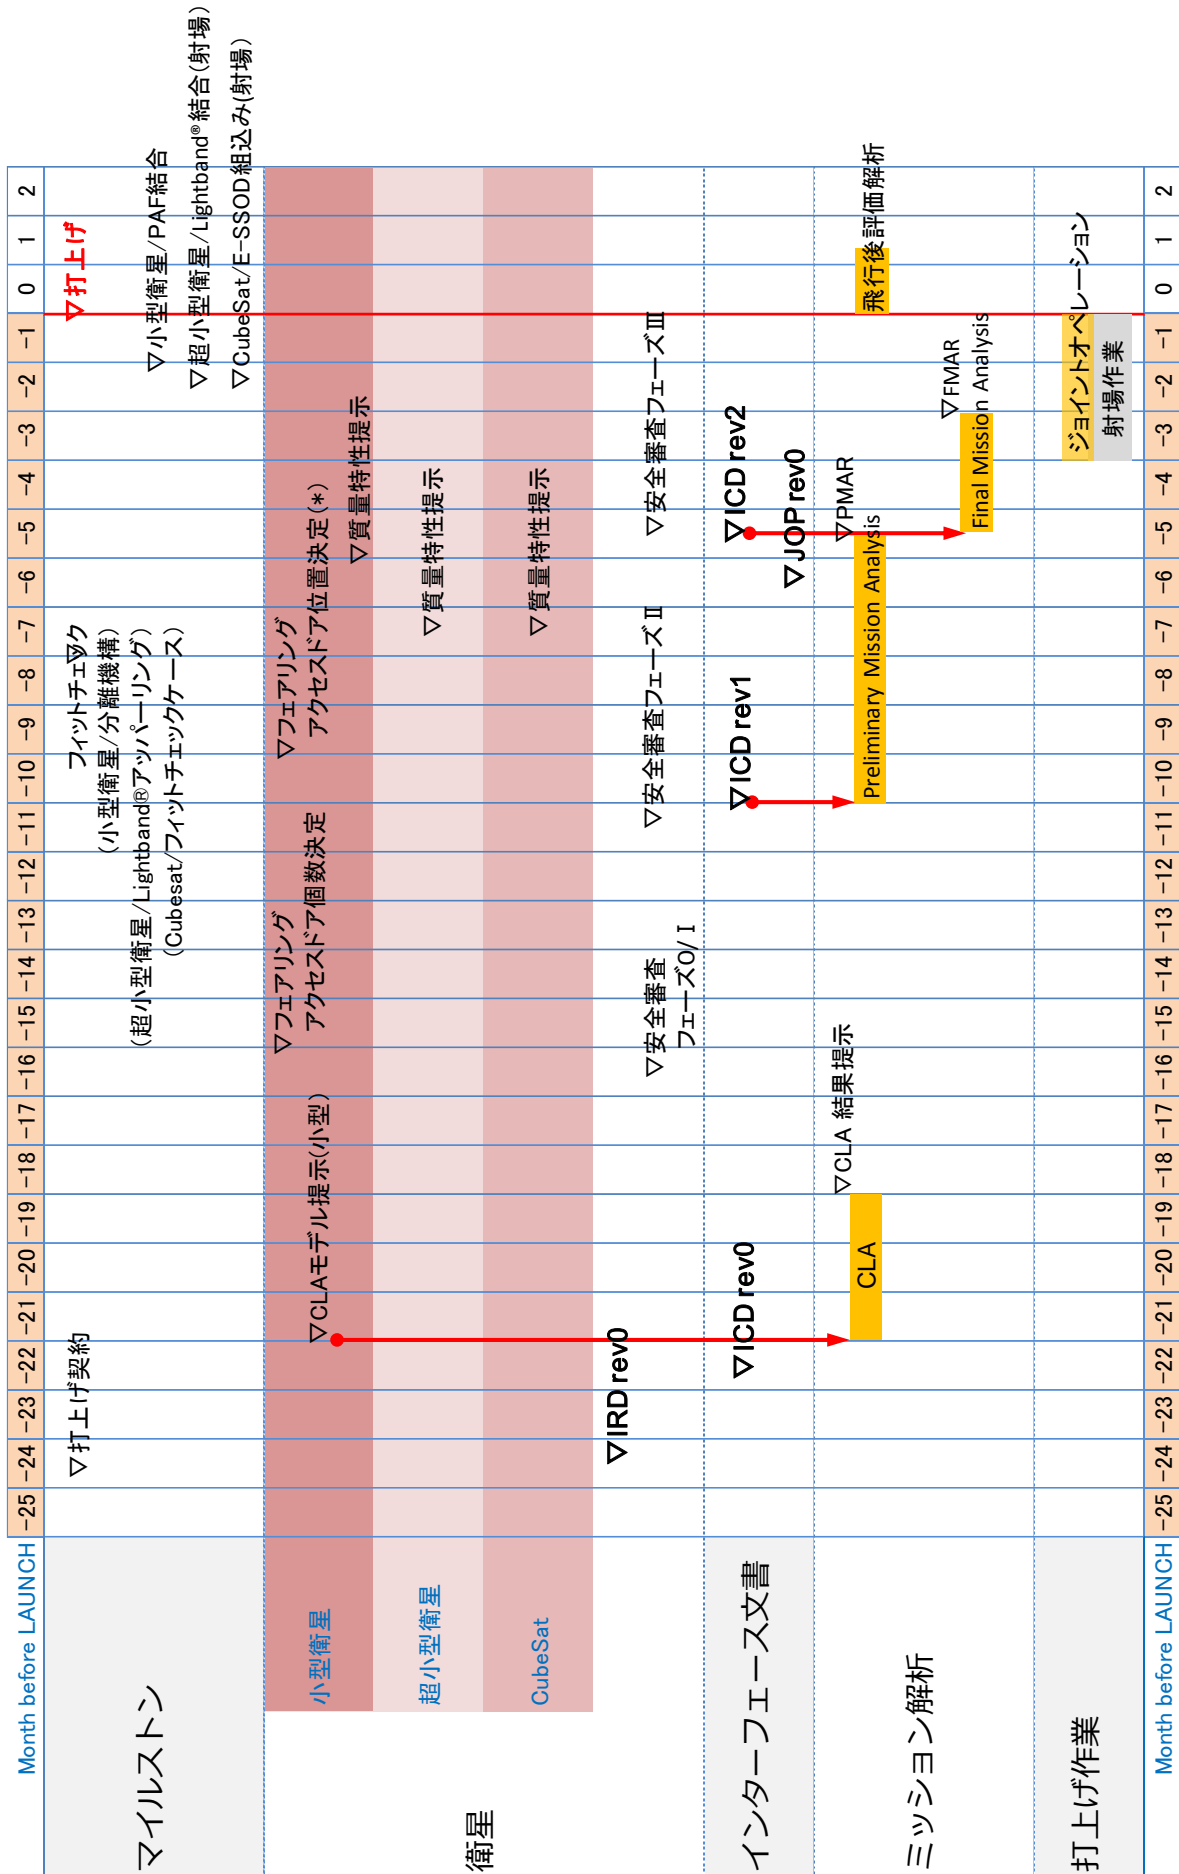 Month before LAUNCH -25 -24 -23 -22 -21 -20 -19 -18 -17 -16 -15 -14 -13 -12 -11 -10 -9 -8 -7 -6 -5 -4 -3 -2 -1 0 1 2
マイルストン
▽打上げ契約
フィットチェック▽
(小型衛星/分離機構)
(超小型衛星/Lightband®アッパーリング)
(Cubesat/フィットチェックケース)
▽打上げ
▽小型衛星/PAF結合
▽超小型衛星/Lightband®結合(射場)
▽CubeSat/E-SSOD組込み(射場)
衛星
小型衛星
▽CLAモデル提示(小型)
▽フェアリング
アクセスドア個数決定
▽フェアリング
アクセスドア位置決定(*)
▽質量特性提示
超小型衛星
▽質量特性提示
CubeSat
▽質量特性提示
▽IRD rev0
▽安全審査
フェーズ0/Ⅰ
▽安全審査フェーズⅡ
▽安全審査フェーズⅢ
インターフェース文書
▽ICD rev0
▽ICD rev1
▽ICD rev2
▽JOP rev0
ミッション解析
▽CLA 結果提示
CLA
▽PMAR
Preliminary Mission Analysis
飛行後評価解析
▽FMAR
Final Mission Analysis
打上げ作業
ジョイントオペレーション
射場作業
Month before LAUNCH -25 -24 -23 -22 -21 -20 -19 -18 -17 -16 -15 -14 -13 -12 -11 -10 -9 -8 -7 -6 -5 -4 -3 -2 -1 0 1 2